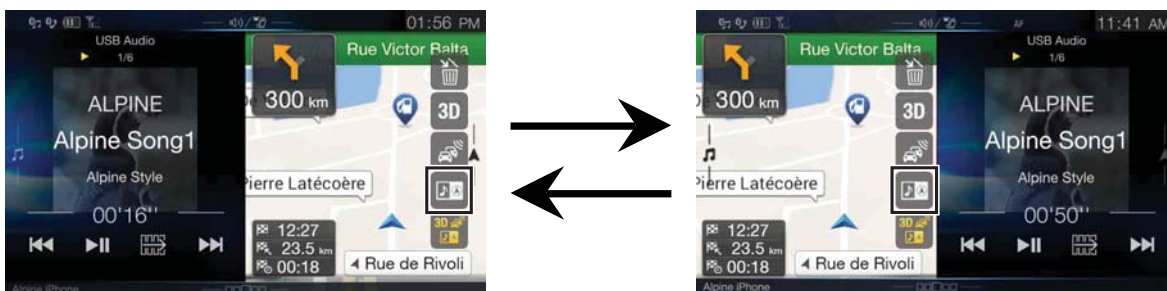 01:56 PM
USB Audio
1/6
ALPINE
Alpine Song1
Alpine Style
00'16''
Alpine iPhone
Rue Victor Balta
300 km
3D
Pierre Latécoère
3D
12:27
23.5 km
00:18
Rue de Rivoli
AF
11:41 AM
Rue Victor Balta
300 km
3D
Pierre Latécoère
3D
12:27
23.5 km
00:18
Rue de Rivoli
USB Audio
1/6
ALPINE
Alpine Song1
Alpine Style
00'50''
Alpine iPhone